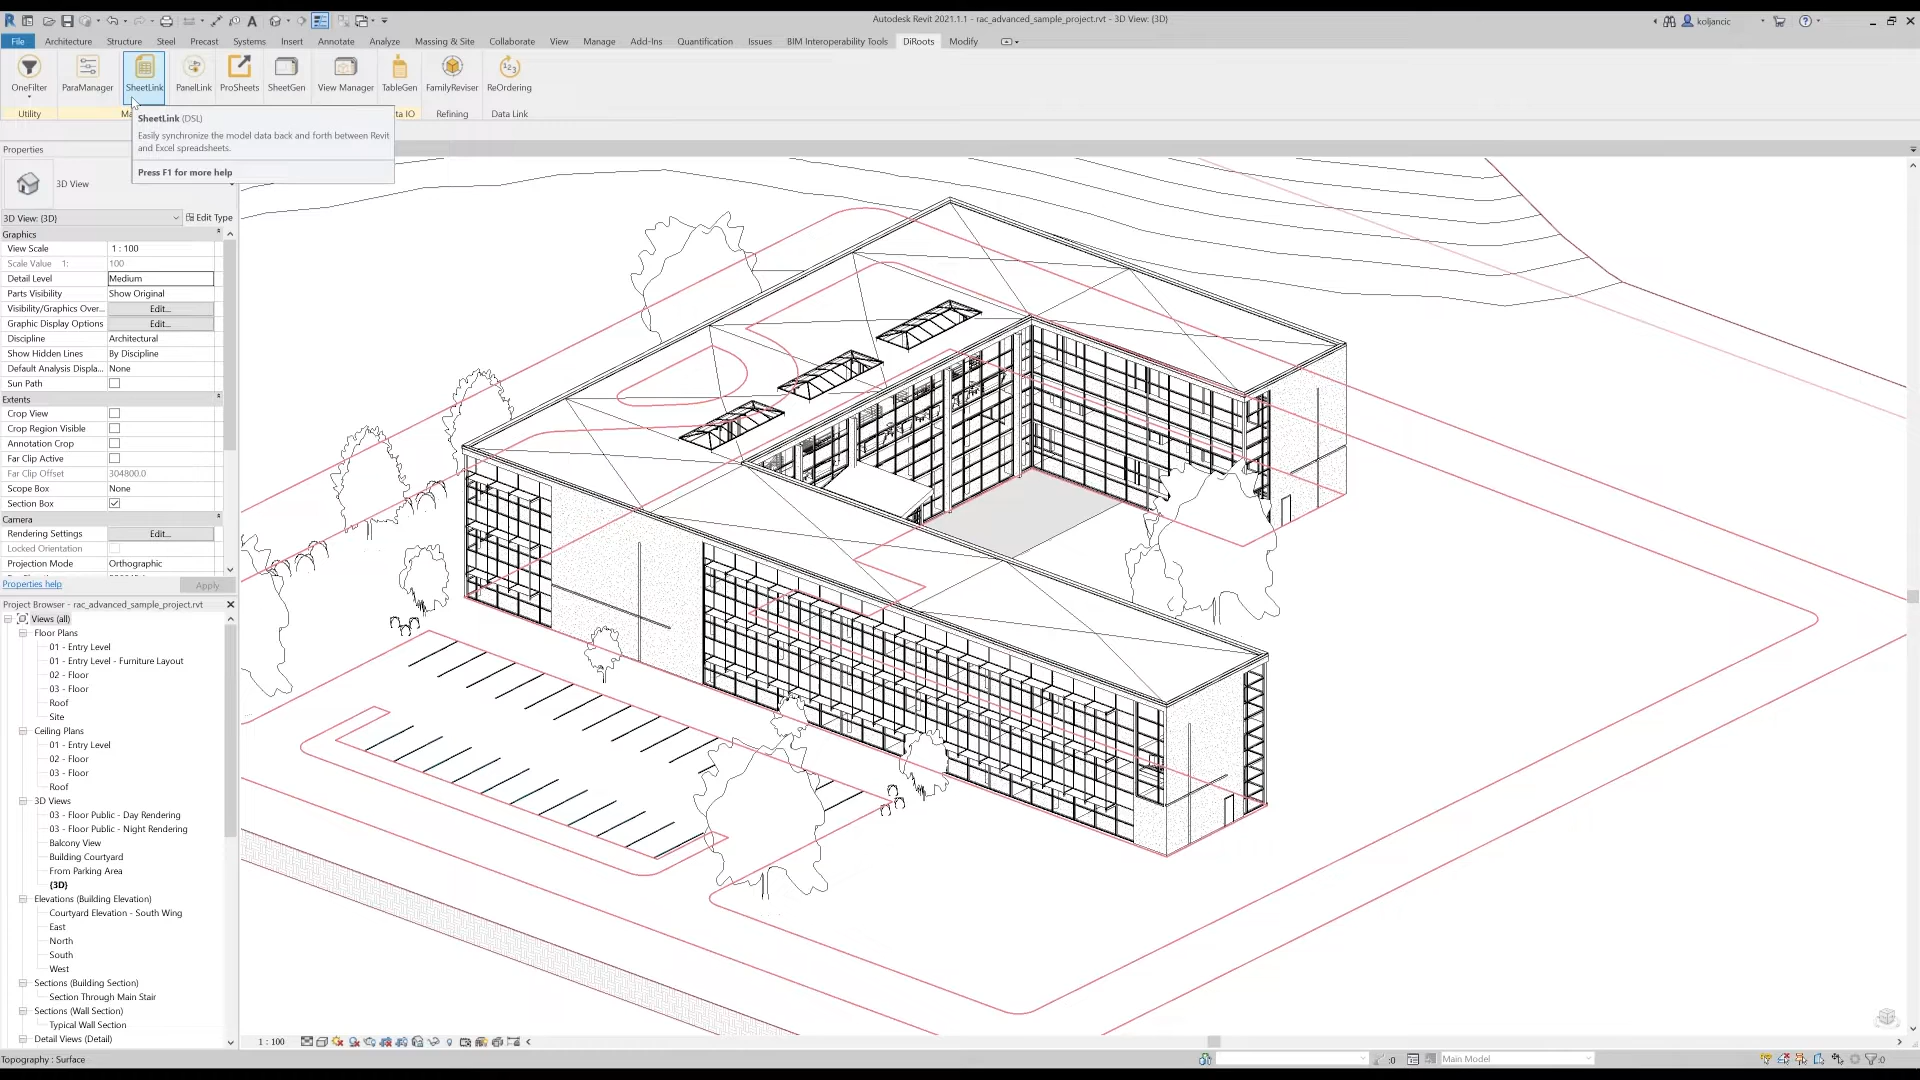 Autodesk Revit 2021.1.1 - rac_advanced_sample_project.rvt - 3D View: {3D}
koljancic
File Architecture Structure Steel Precast Systems Insert Annotate Analyze Massing & Site Collaborate View Manage Add-Ins Quantification Issues BIM Interoperability Tools DiRoots Modify
OneFilter ParaManager SheetLink PanelLink ProSheets SheetGen View Manager TableGen FamilyReviser ReOrdering
Utility Ma ta IO Refining Data Link
SheetLink (DSL)
Easily synchronize the model data back and forth between Revit
and Excel spreadsheets.
Press F1 for more help
Properties
3D View
3D View: {3D} Edit Type
Graphics
View Scale 1 : 100
Scale Value 1: 100
Detail Level Medium
Parts Visibility Show Original
Visibility/Graphics Over... Edit...
Graphic Display Options Edit...
Discipline Architectural
Show Hidden Lines By Discipline
Default Analysis Displa... None
Sun Path
Extents
Crop View
Crop Region Visible
Annotation Crop
Far Clip Active
Far Clip Offset 304800.0
Scope Box None
Section Box
Camera
Rendering Settings Edit...
Locked Orientation
Projection Mode Orthographic
Properties help Apply
Project Browser - rac_advanced_sample_project.rvt
Views (all)
Floor Plans
01 - Entry Level
01 - Entry Level - Furniture Layout
02 - Floor
03 - Floor
Roof
Site
Ceiling Plans
01 - Entry Level
02 - Floor
03 - Floor
Roof
3D Views
03 - Floor Public - Day Rendering
03 - Floor Public - Night Rendering
Balcony View
Building Courtyard
From Parking Area
{3D}
Elevations (Building Elevation)
Courtyard Elevation - South Wing
East
North
South
West
Sections (Building Section)
Section Through Main Stair
Sections (Wall Section)
Typical Wall Section
Detail Views (Detail)
1 : 100
Topography : Surface
:0
Main Model
:0